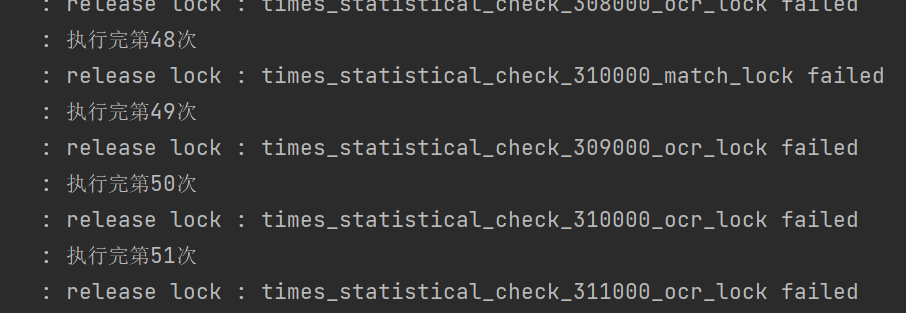 : release lock : times_statistical_check_308000_ocr_lock failed
: 执行完第48次
: release lock : times_statistical_check_310000_match_lock failed
: 执行完第49次
: release lock : times_statistical_check_309000_ocr_lock failed
: 执行完第50次
: release lock : times_statistical_check_310000_ocr_lock failed
: 执行完第51次
: release lock : times_statistical_check_311000_ocr_lock failed